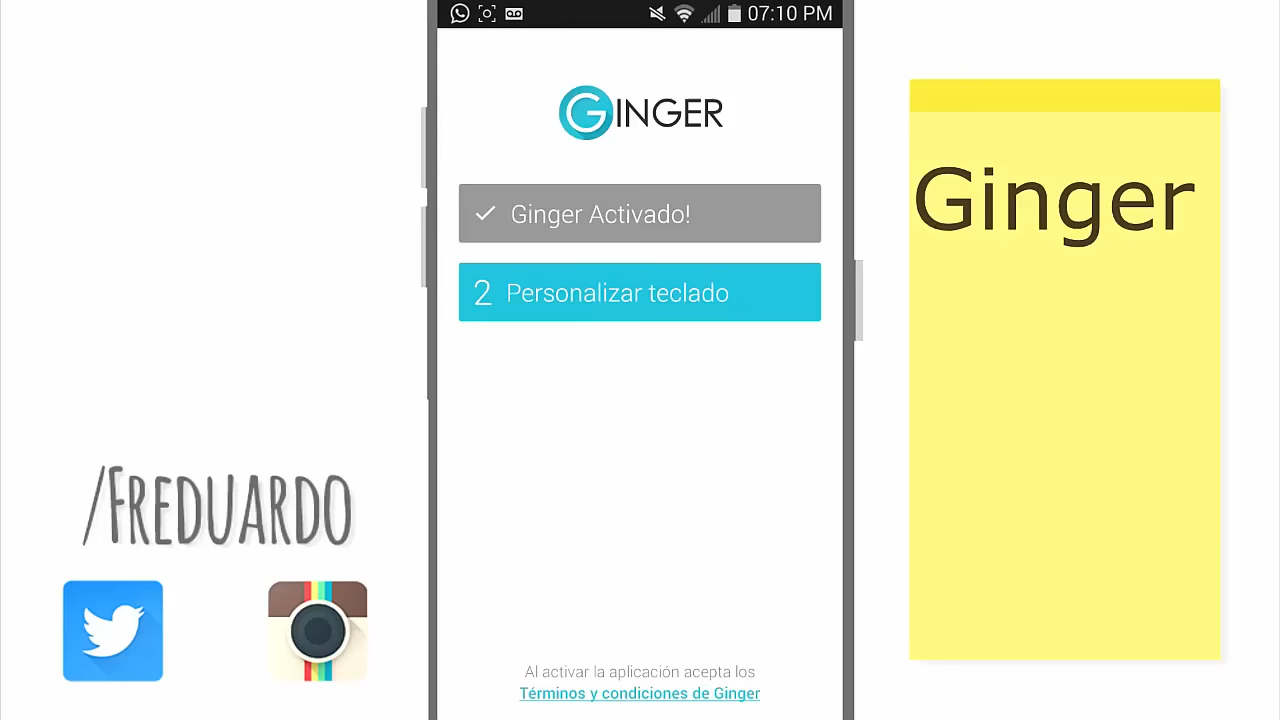 07:10 PM
GINGER
Ginger Activado!
2 Personalizar teclado
Al activar la aplicación acepta los
Términos y condiciones de Ginger
Ginger
/FREDUARDO